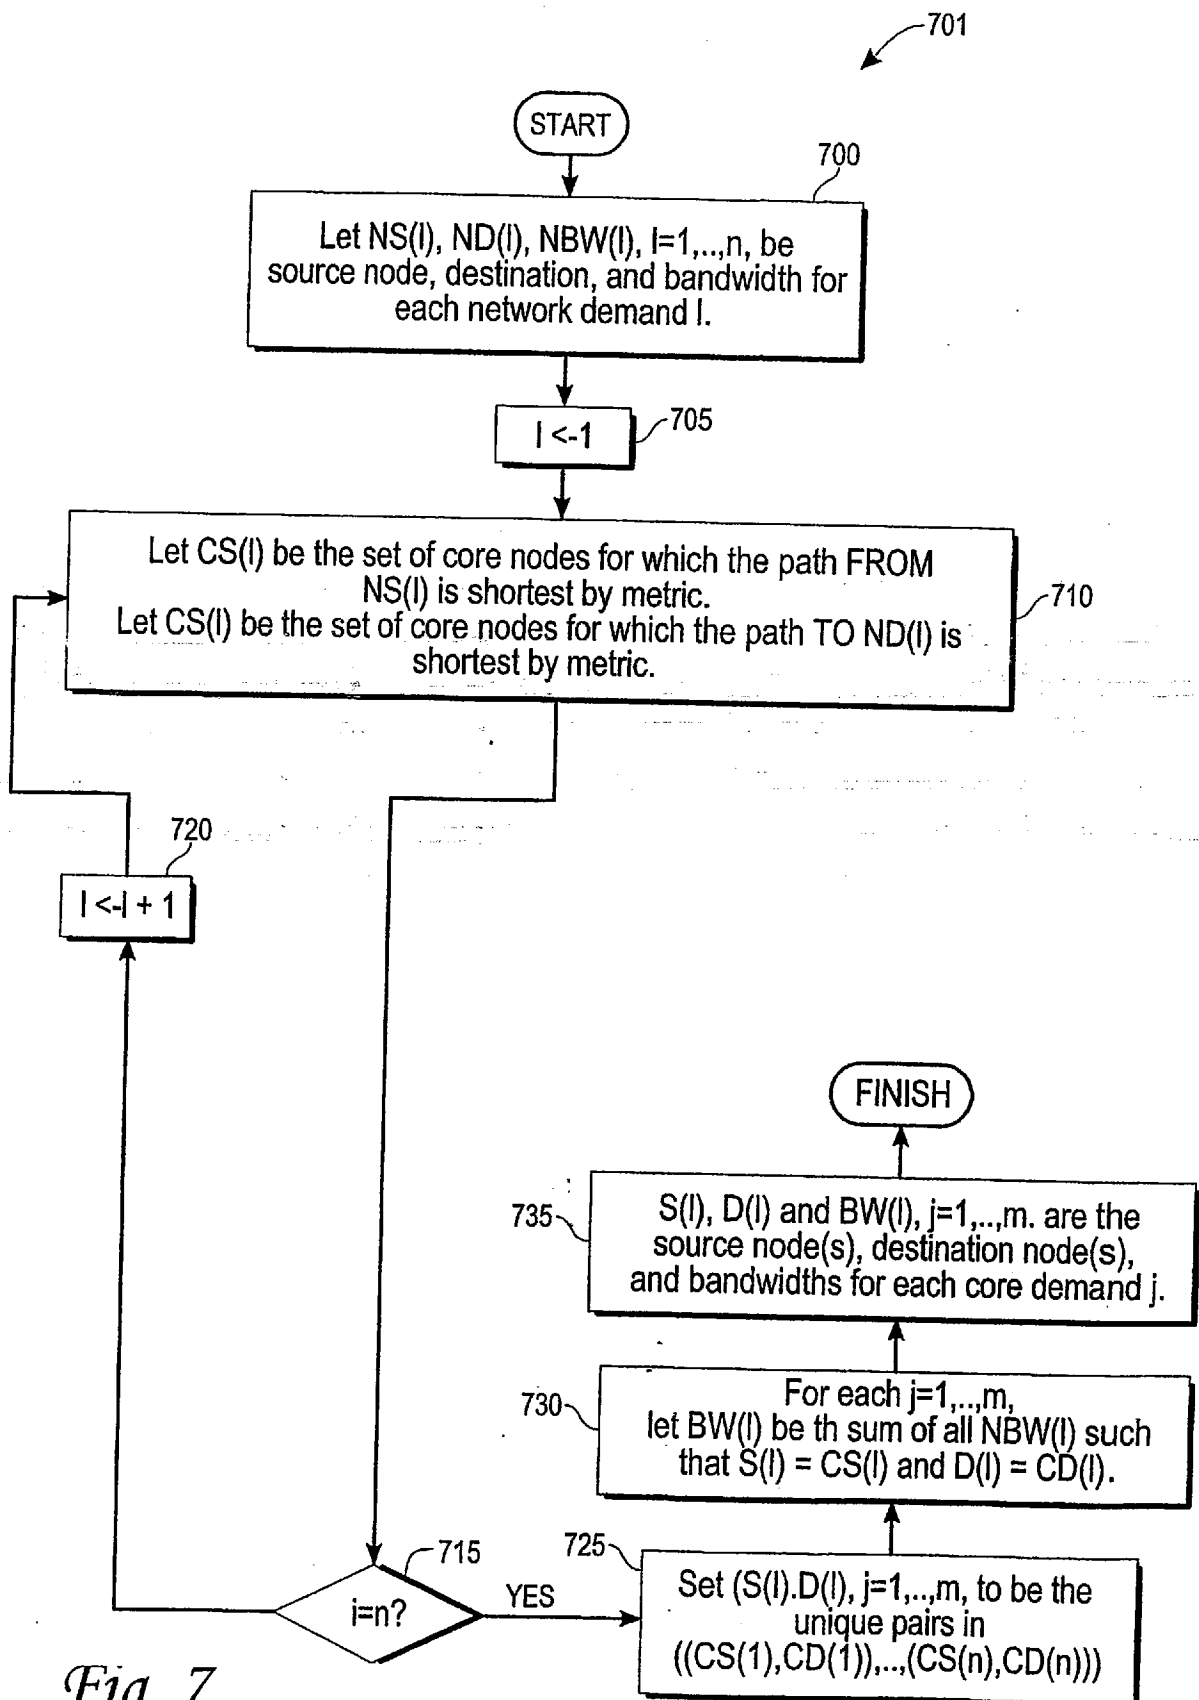 701
START
700
Let NS(I), ND(I), NBW(I), I=1,..,n, be
source node, destination, and bandwidth for
each network demand I.
I <-1
705
Let CS(I) be the set of core nodes for which the path FROM
NS(I) is shortest by metric.
Let CS(I) be the set of core nodes for which the path TO ND(I) is
shortest by metric.
710
720
I <-I + 1
FINISH
735
S(I), D(I) and BW(I), j=1,..,m. are the
source node(s), destination node(s),
and bandwidths for each core demand j.
730
For each j=1,..,m,
let BW(I) be th sum of all NBW(I) such
that S(I) = CS(I) and D(I) = CD(I).
715
i=n?
YES
725
Set (S(I).D(I), j=1,..,m, to be the
unique pairs in
((CS(1),CD(1)),..,(CS(n),CD(n)))
Fig. 7